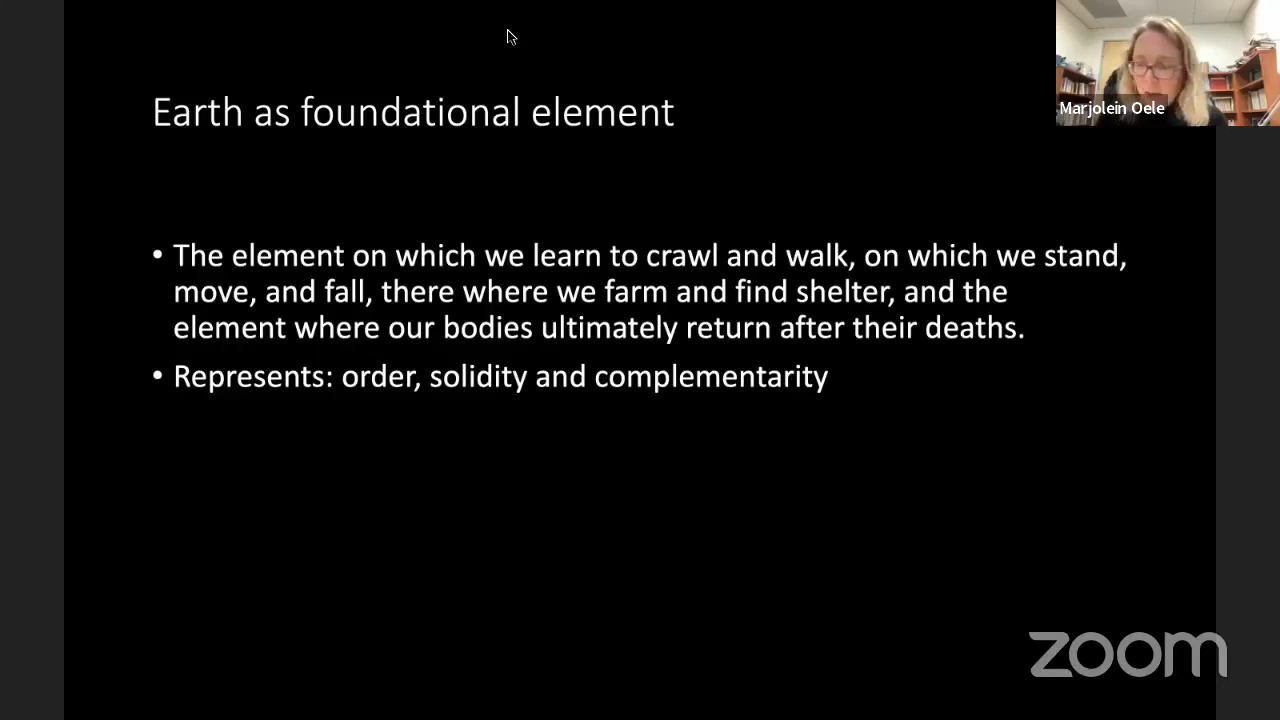 Earth as foundational element
Marjolein Oele
• The element on which we learn to crawl and walk, on which we stand,
move, and fall, there where we farm and find shelter, and the
element where our bodies ultimately return after their deaths.
• Represents: order, solidity and complementarity
zoom